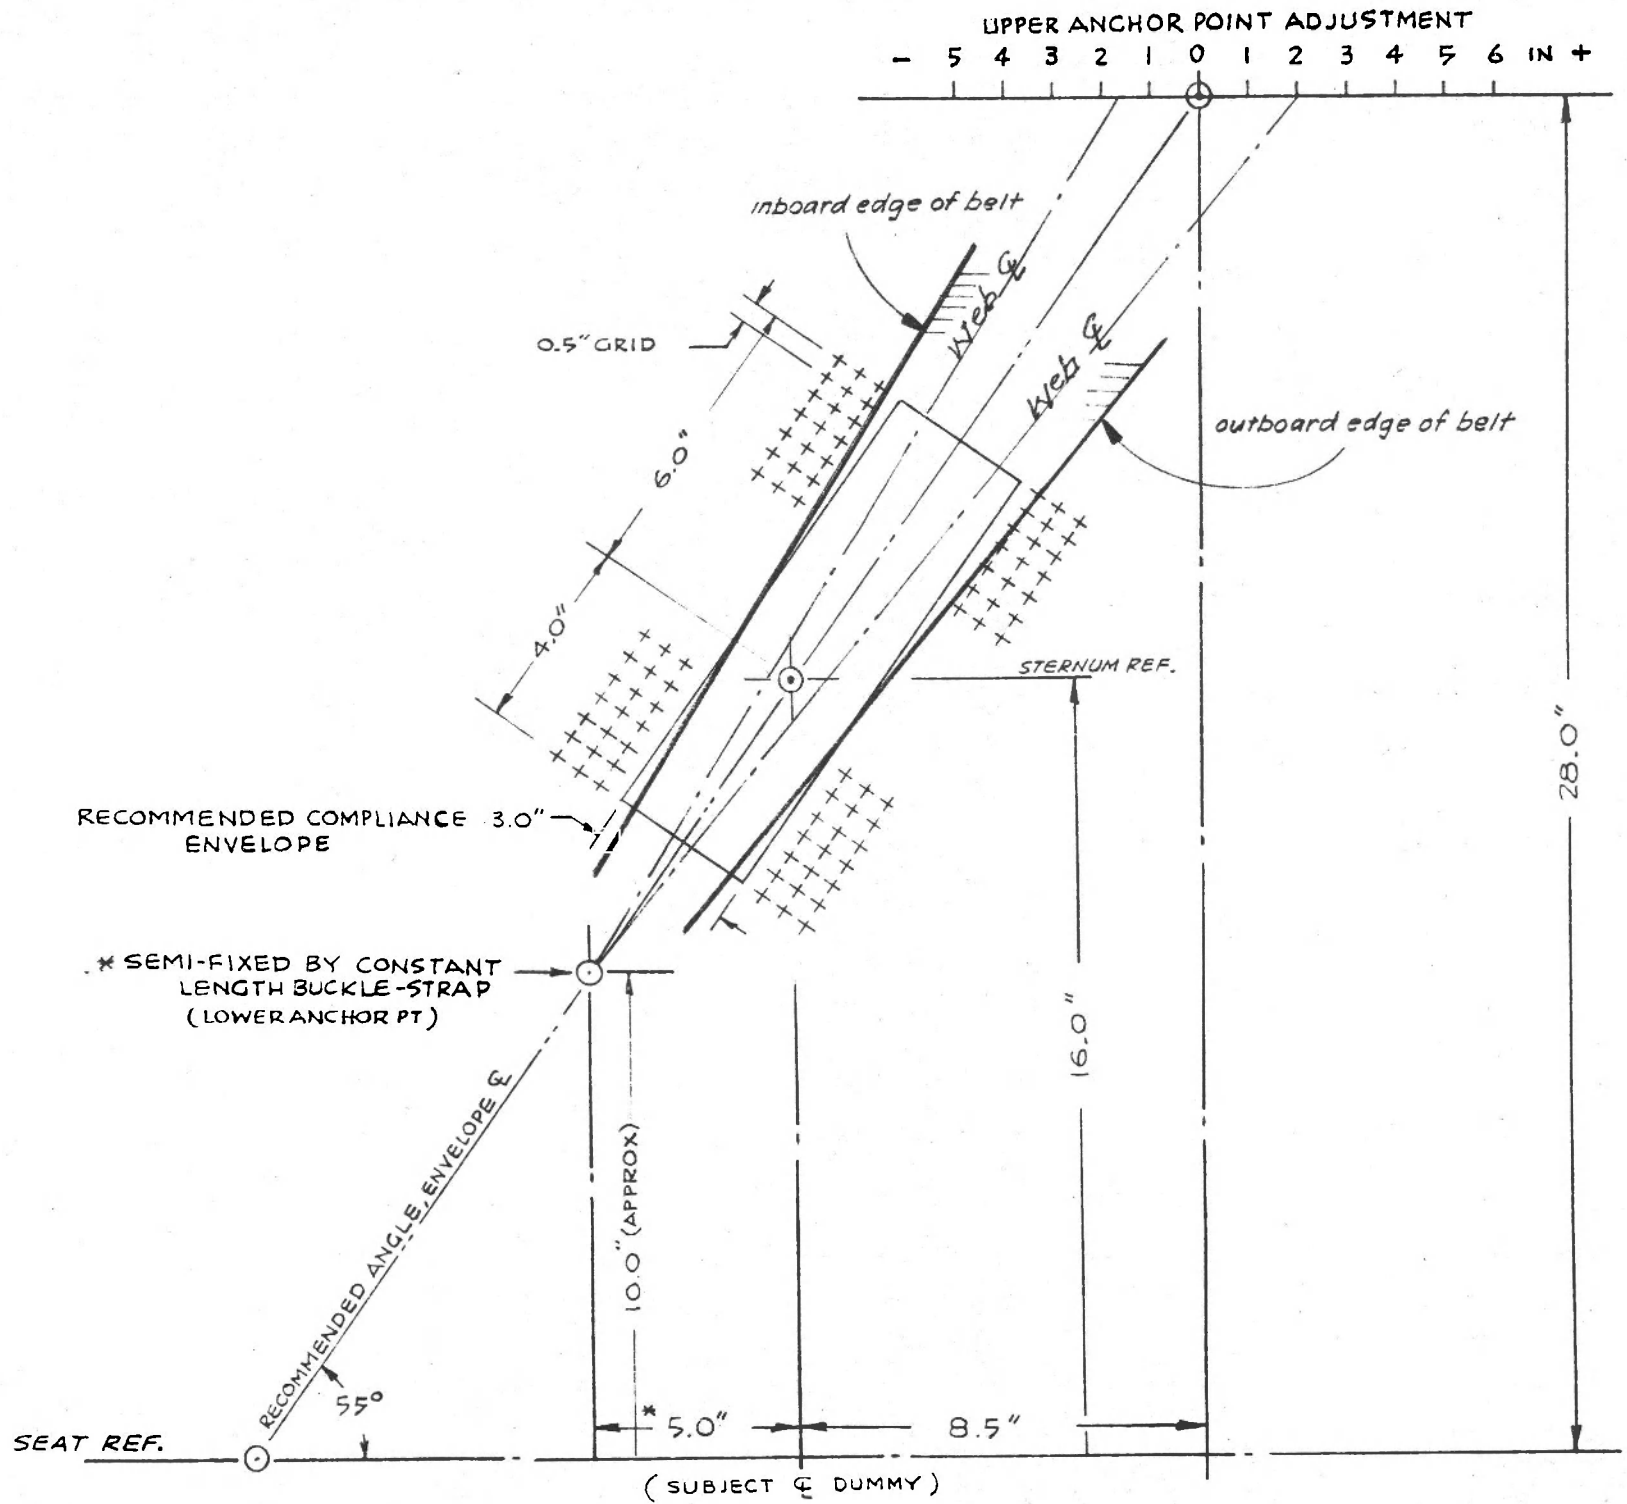 UPPER ANCHOR POINT ADJUSTMENT
– 5 4 3 2 1 0 1 2 3 4 5 6 IN +
inboard edge of belt
Web ℄
Web ℄
0.5" GRID
outboard edge of belt
6.0"
4.0"
STERNUM REF.
28.0"
RECOMMENDED COMPLIANCE 3.0"
ENVELOPE
* SEMI-FIXED BY CONSTANT
LENGTH BUCKLE-STRAP
(LOWER ANCHOR PT)
16.0"
10.0" (APPROX)
RECOMMENDED ANGLE, ENVELOPE ℄
55°
* 5.0"
8.5"
SEAT REF.
(SUBJECT ℄ DUMMY)